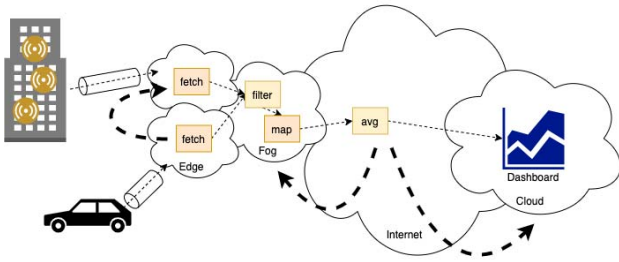 fetch
filter
fetch
map
avg
Edge
Fog
Dashboard
Cloud
Internet